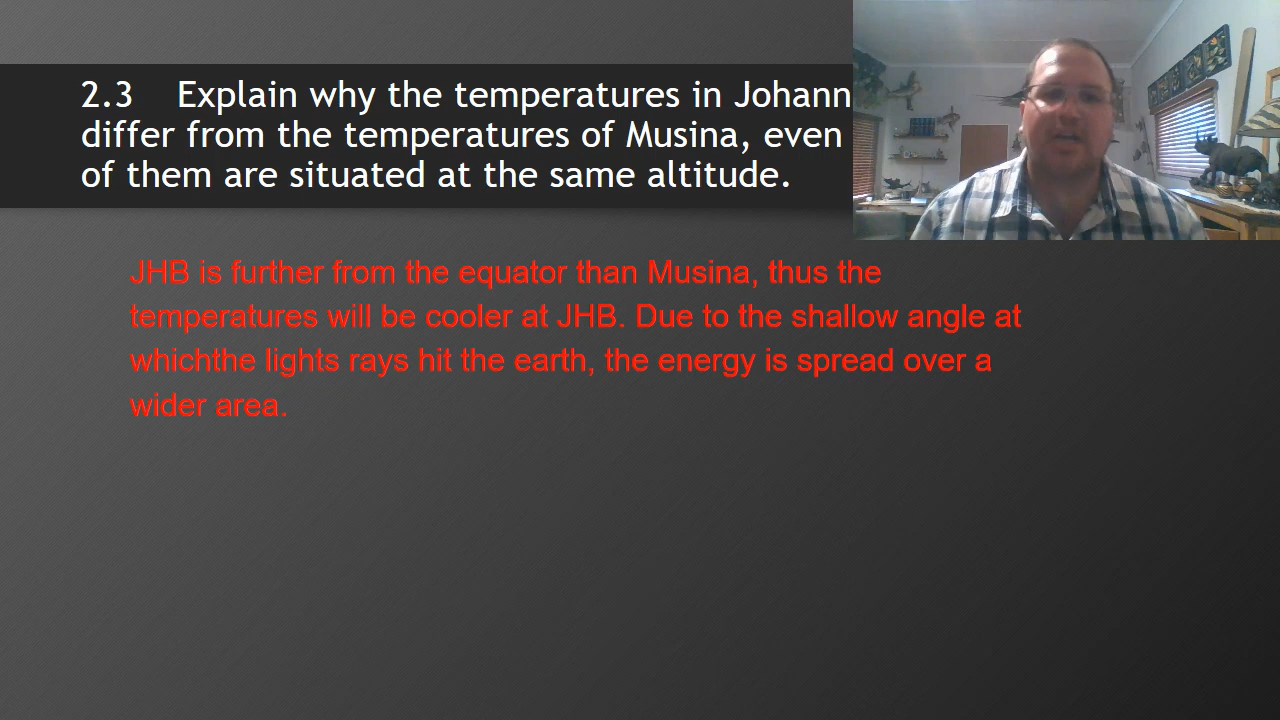 2.3 Explain why the temperatures in Johann
differ from the temperatures of Musina, even
of them are situated at the same altitude.
JHB is further from the equator than Musina, thus the
temperatures will be cooler at JHB. Due to the shallow angle at
whichthe lights rays hit the earth, the energy is spread over a
wider area.